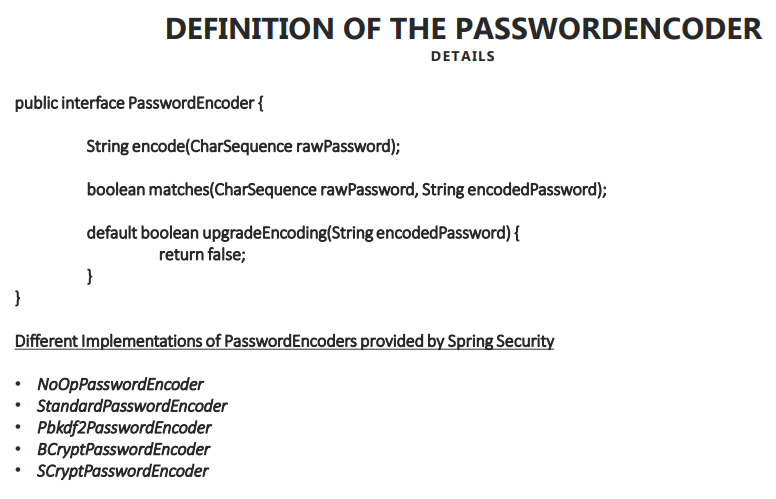 DEFINITION OF THE PASSWORDENCODER
DETAILS
public interface PasswordEncoder {
String encode(CharSequence rawPassword);
boolean matches(CharSequence rawPassword, String encodedPassword);
default boolean upgradeEncoding(String encodedPassword) {
return false;
}
}
Different Implementations of PasswordEncoders provided by Spring Security
• NoOpPasswordEncoder
• StandardPasswordEncoder
• Pbkdf2PasswordEncoder
• BCryptPasswordEncoder
• SCryptPasswordEncoder